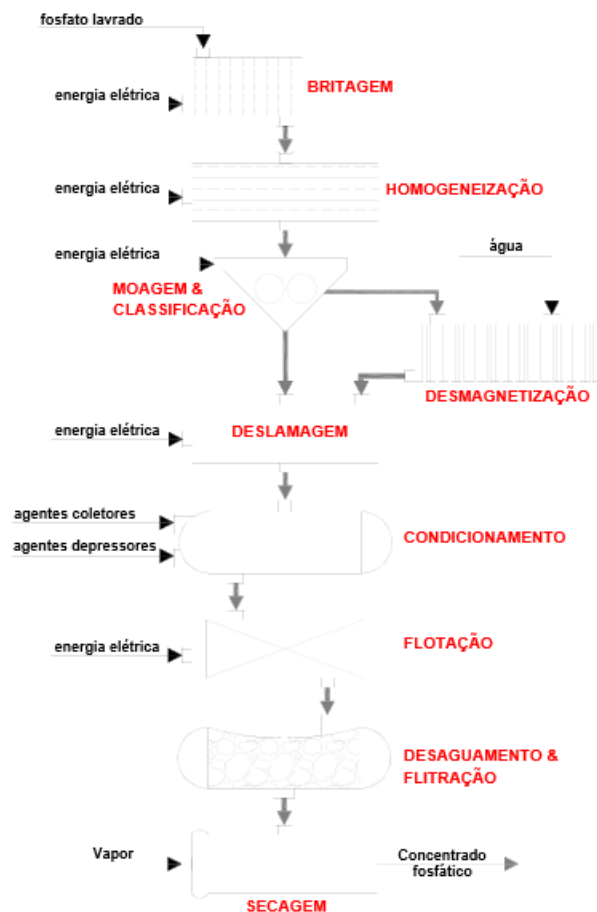 fosfato lavrado
energia elétrica
BRITAGEM
energia elétrica
HOMOGENEIZAÇÃO
energia elétrica
água
MOAGEM &
CLASSIFICAÇÃO
DESMAGNETIZAÇÃO
energia elétrica
DESLAMAGEM
agentes coletores
agentes depressores
CONDICIONAMENTO
energia elétrica
FLOTAÇÃO
DESAGUAMENTO &
FLITRAÇÃO
Vapor
Concentrado
fosfático
SECAGEM